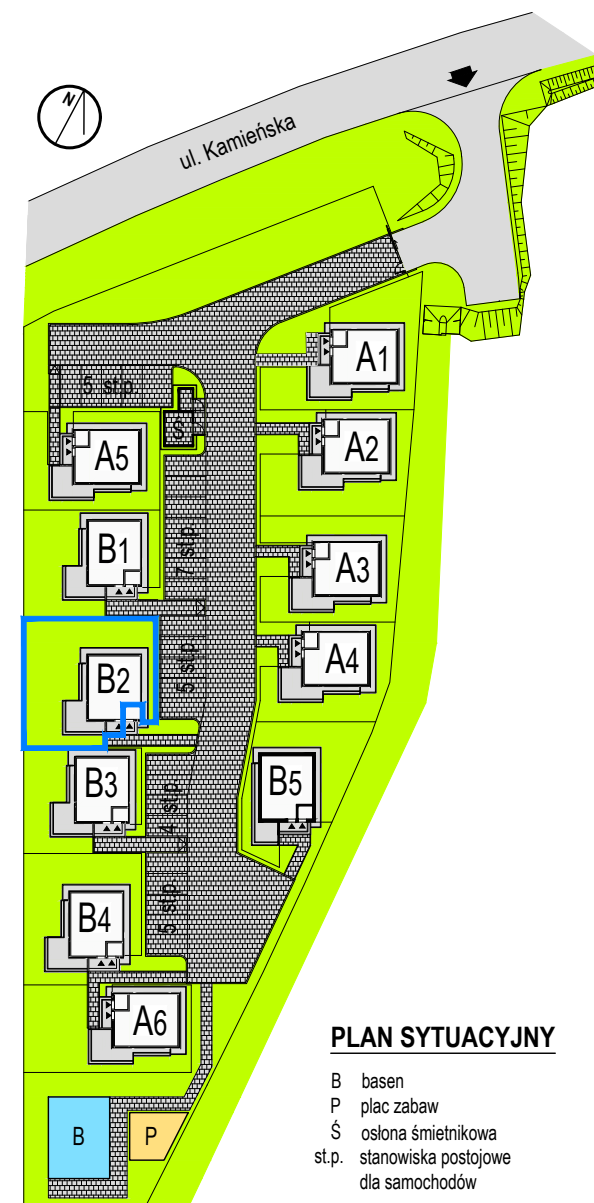 N
ul. Kamieńska
A1
5 st.p.
Ś
A2
A5
B1
7 st.p.
A3
A4
B2
5 st.p.
B3
B5
4 st.p.
B4
5 st.p.
A6
B
P
PLAN SYTUACYJNY
B basen
P plac zabaw
Ś osłona śmietnikowa
st.p. stanowiska postojowe
dla samochodów